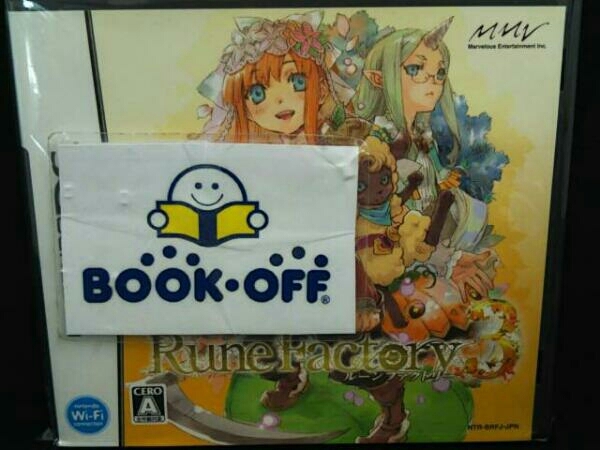 Marvelous Entertainment Inc.
BOOK・OFF®
Rune Factory 3
ルーンファクトリー
CERO
A
Nintendo
Wi-Fi
connection
NTR-BRFJ-JPN